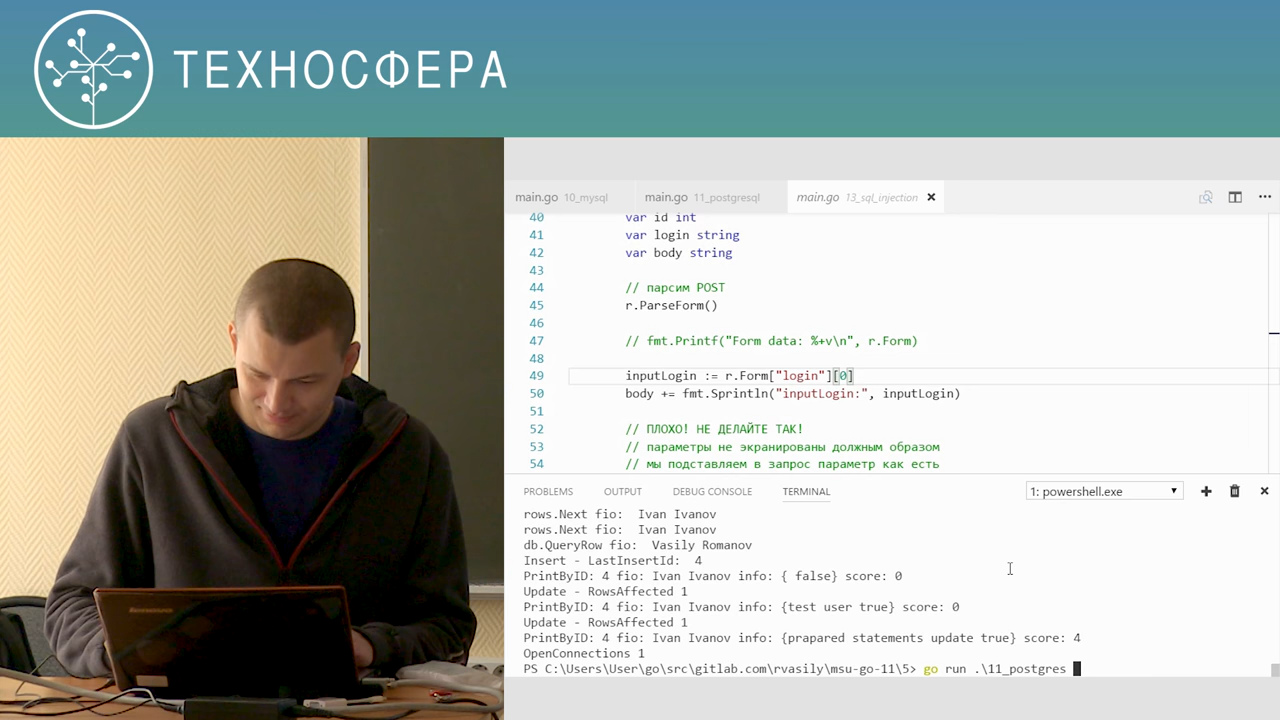 ТЕХНОСФЕРА
main.go 10_mysql main.go 11_postgresql main.go 13_sql_injection
40 var id int
41 var login string
42 var body string
43
44 // парсим POST
45 r.ParseForm()
46
47 // fmt.Printf("Form data: %+v\n", r.Form)
48
49 inputLogin := r.Form["login"][0]
50 body += fmt.Sprintln("inputLogin:", inputLogin)
51
52 // ПЛОХО! НЕ ДЕЛАЙТЕ ТАК!
53 // параметры не экранированы должным образом
54 // мы подставляем в запрос параметр как есть
PROBLEMS OUTPUT DEBUG CONSOLE TERMINAL 1: powershell.exe
rows.Next fio:  Ivan Ivanov
rows.Next fio:  Ivan Ivanov
db.QueryRow fio:  Vasily Romanov
Insert - LastInsertId:  4
PrintByID: 4 fio: Ivan Ivanov info: { false} score: 0
Update - RowsAffected 1
PrintByID: 4 fio: Ivan Ivanov info: {test user true} score: 0
Update - RowsAffected 1
PrintByID: 4 fio: Ivan Ivanov info: {prapared statements update true} score: 4
OpenConnections 1
PS C:\Users\User\go\src\gitlab.com\rvasily\msu-go-11\5> go run .\11_postgres